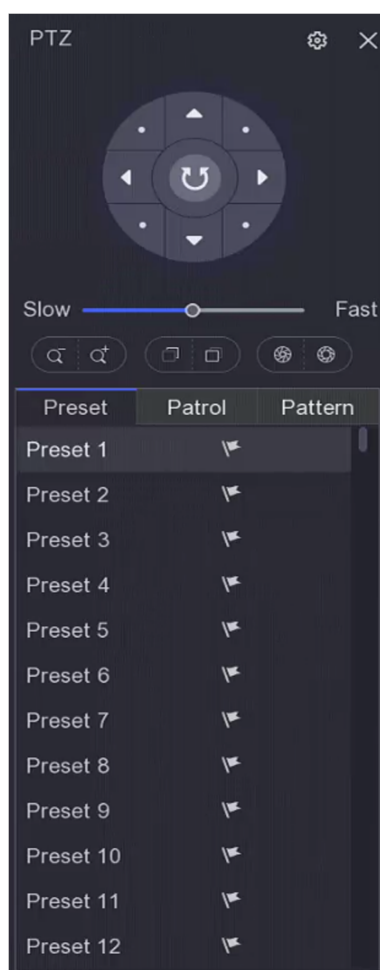 PTZ
Slow Fast
Preset Patrol Pattern
Preset 1
Preset 2
Preset 3
Preset 4
Preset 5
Preset 6
Preset 7
Preset 8
Preset 9
Preset 10
Preset 11
Preset 12